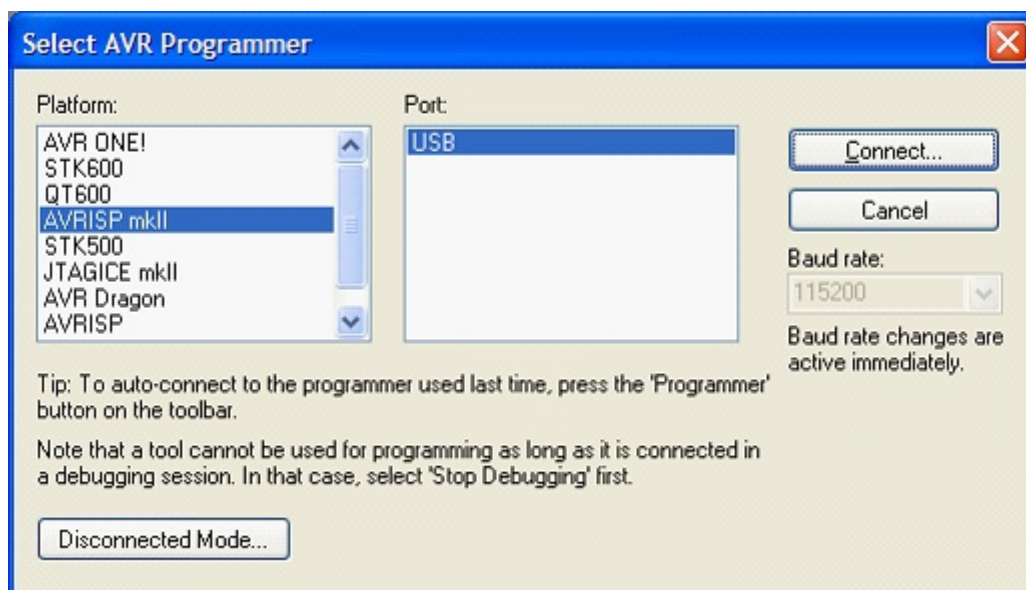 Select AVR Programmer
Platform:
AVR ONE!
STK600
QT600
AVRISP mkII
STK500
JTAGICE mkII
AVR Dragon
AVRISP
Port:
USB
Connect...
Cancel
Baud rate:
115200
Baud rate changes are
active immediately.
Tip: To auto-connect to the programmer used last time, press the 'Programmer'
button on the toolbar.
Note that a tool cannot be used for programming as long as it is connected in
a debugging session. In that case, select 'Stop Debugging' first.
Disconnected Mode...